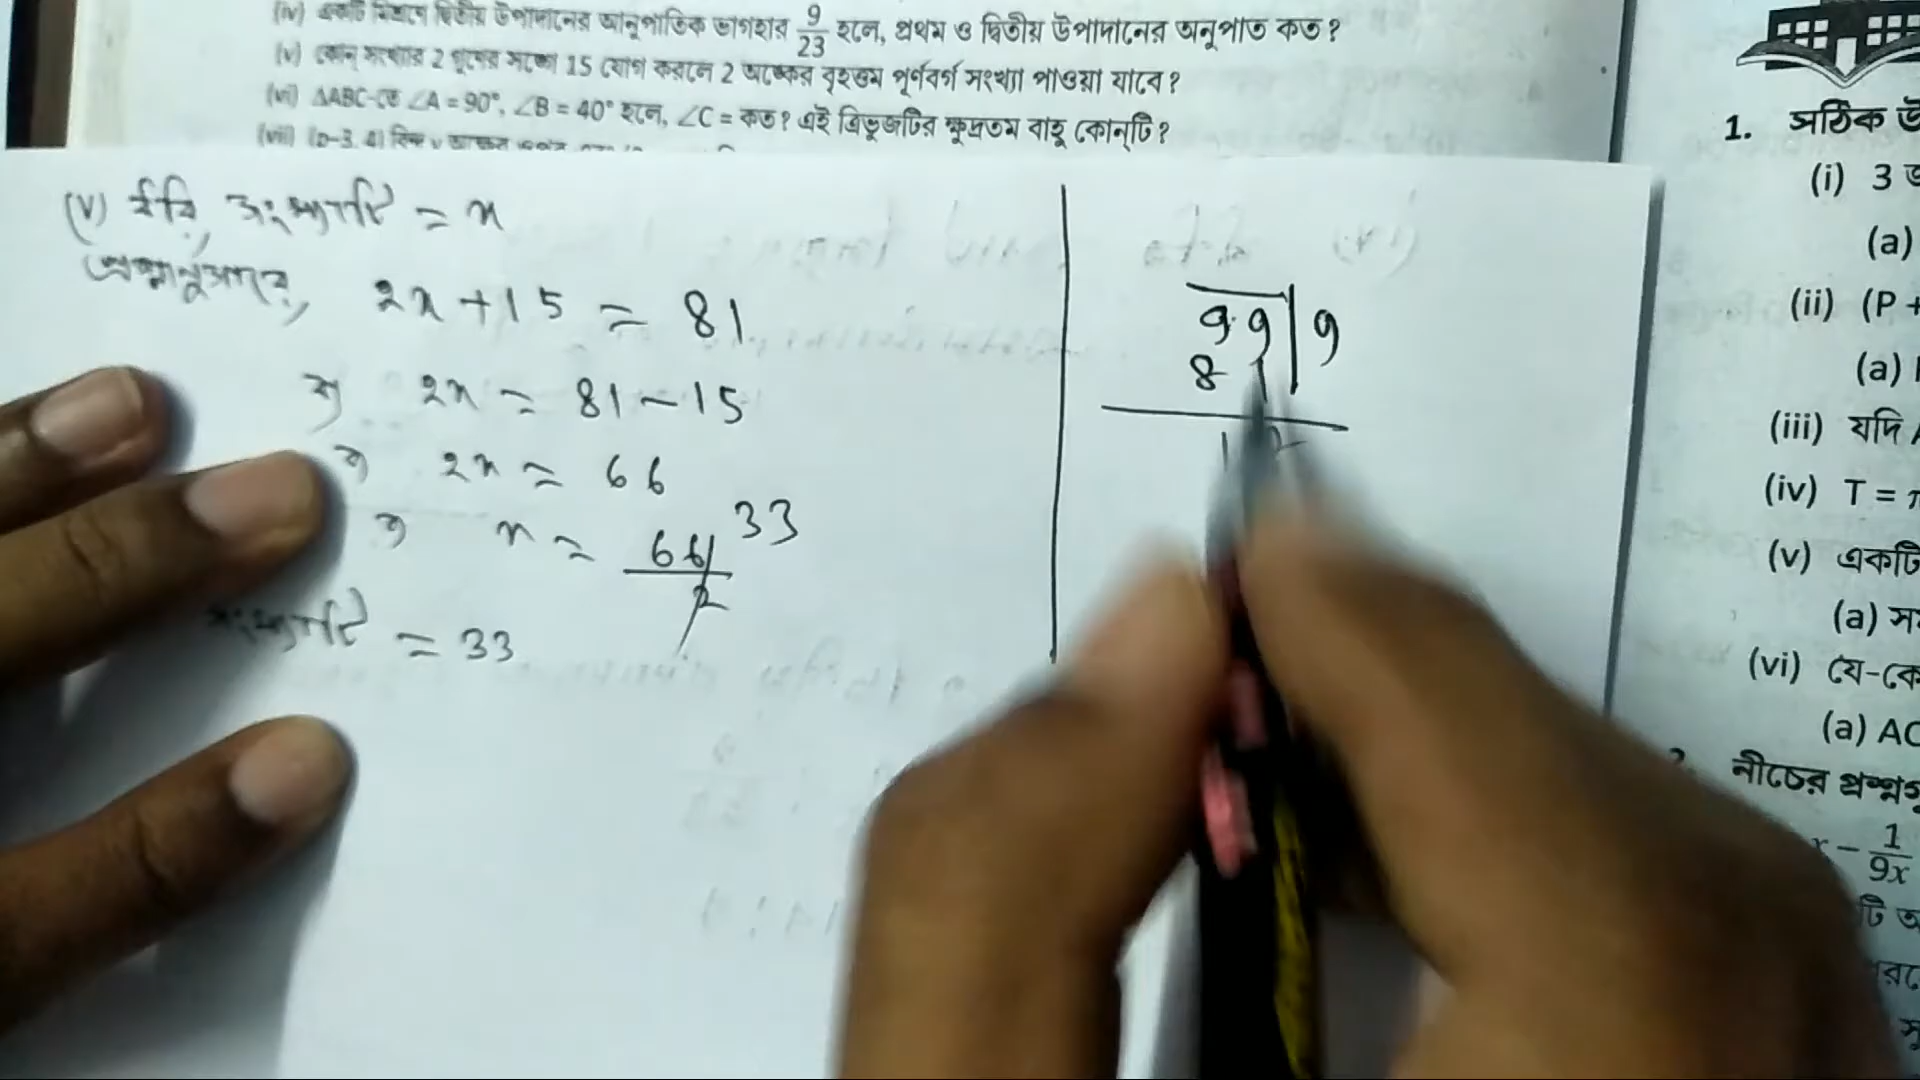 (iv) একটি মিশ্রণে দ্বিতীয় উপাদানের আনুপাতিক ভাগহার 9/23 হলে, প্রথম ও দ্বিতীয় উপাদানের অনুপাত কত?
(v) কোন্ সংখ্যার 2 গুণের সঙ্গে 15 যোগ করলে 2 অঙ্কের বৃহত্তম পূর্ণবর্গ সংখ্যা পাওয়া যাবে?
(vi) ΔABC-তে ∠A = 90°, ∠B = 40° হলে, ∠C = কত? এই ত্রিভুজটির ক্ষুদ্রতম বাহু কোন্‌টি?
(v) ধরি, সংখ্যাটি = x
প্রশ্নানুসারে, 2x + 15 = 81
বা 2x = 81 - 15
বা 2x = 66
বা x = 66/2 33
সংখ্যাটি = 33
99 | 9
81
1. সঠিক
(i) 3
(a)
(ii) (P +
(a)
(iii) যদি
(iv) T =
(v) একটি
(a)
(vi) যে-কে
(a) AC
নীচের
x - 1/9x
টি